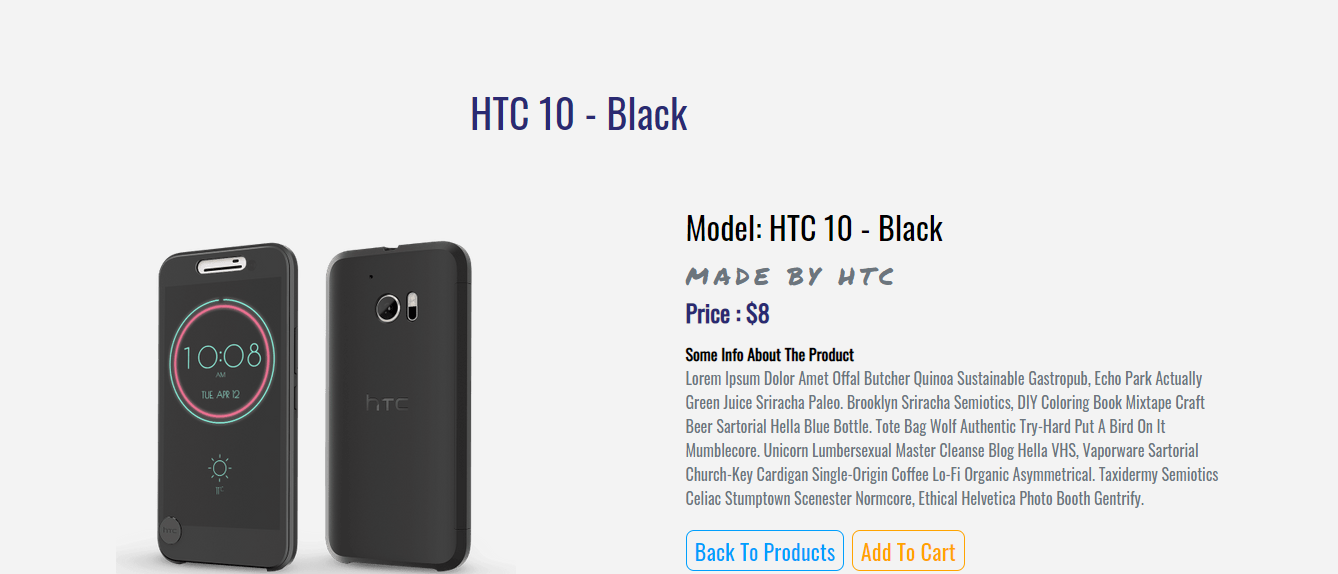 HTC 10 - Black
Model: HTC 10 - Black
MADE BY HTC
Price : $8
Some Info About The Product
Lorem Ipsum Dolor Amet Offal Butcher Quinoa Sustainable Gastropub, Echo Park Actually
Green Juice Sriracha Paleo. Brooklyn Sriracha Semiotics, DIY Coloring Book Mixtape Craft
Beer Sartorial Hella Blue Bottle. Tote Bag Wolf Authentic Try-Hard Put A Bird On It
Mumblecore. Unicorn Lumbersexual Master Cleanse Blog Hella VHS, Vaporware Sartorial
Church-Key Cardigan Single-Origin Coffee Lo-Fi Organic Asymmetrical. Taxidermy Semiotics
Celiac Stumptown Scenester Normcore, Ethical Helvetica Photo Booth Gentrify.
Back To Products
Add To Cart
10:08
AM
TUE, APR 12
11°
hTC
hTC